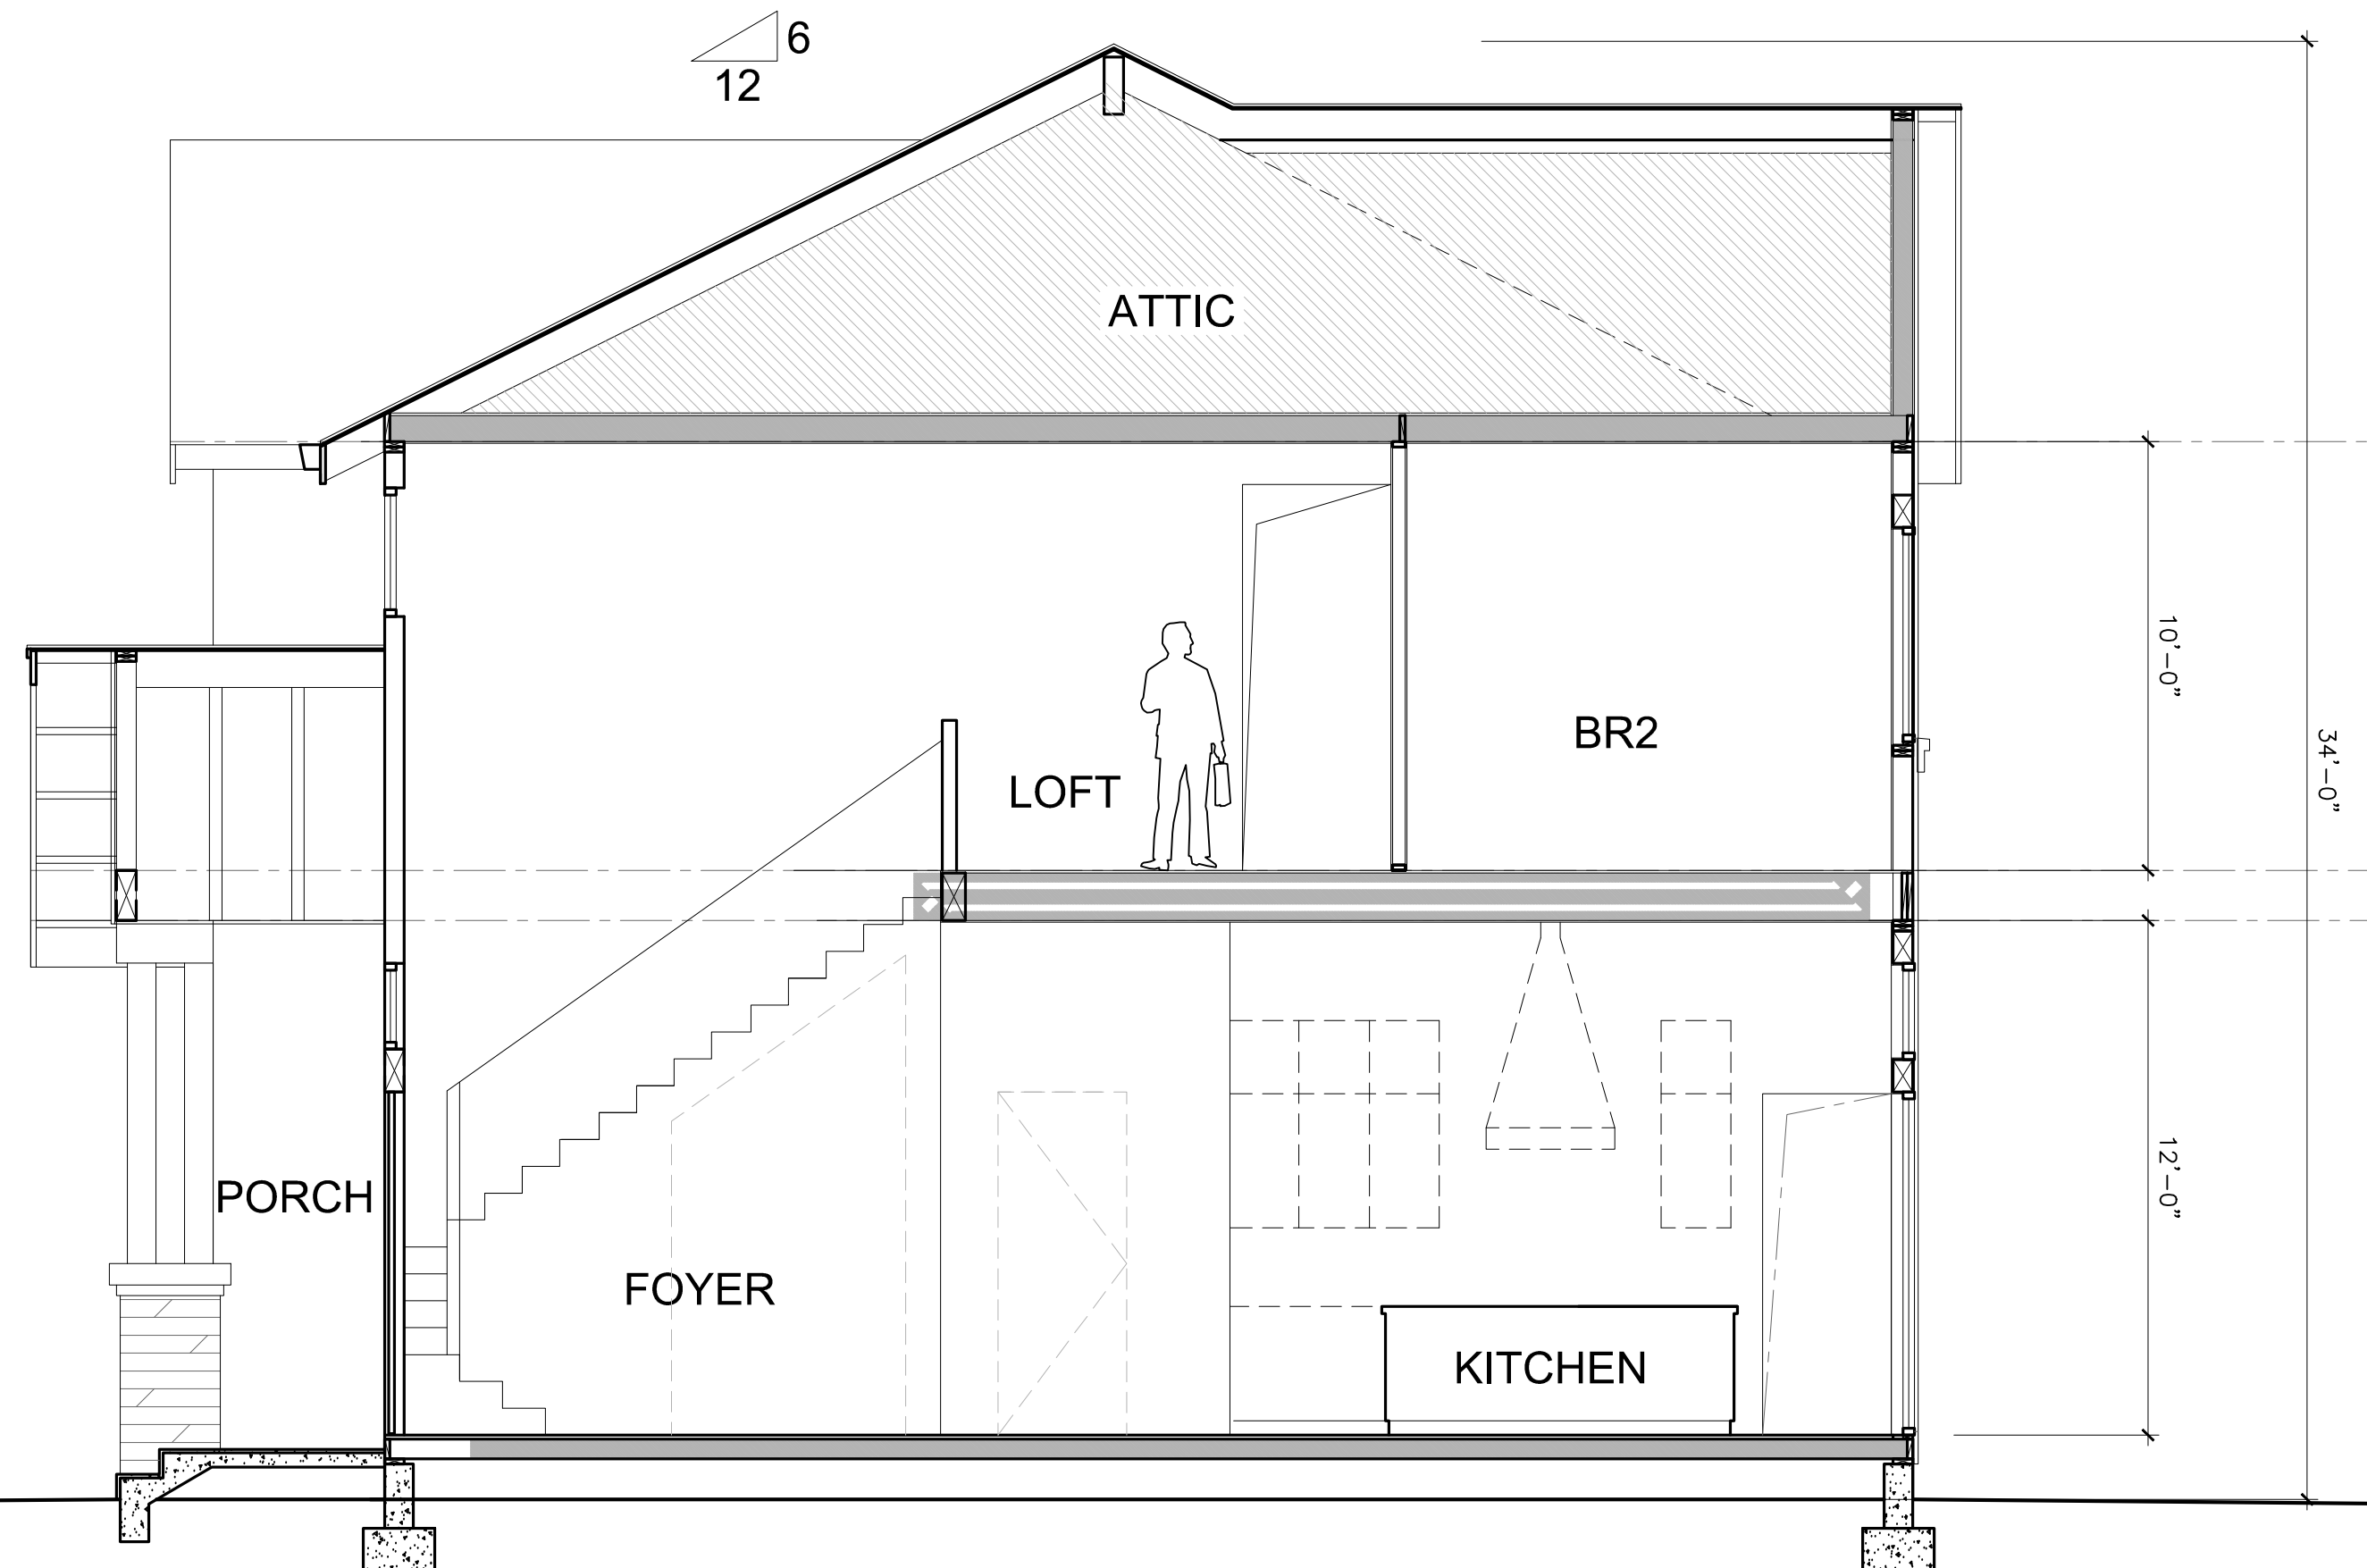 6
12
ATTIC
10'-0"
34'-0"
BR2
LOFT
12'-0"
PORCH
FOYER
KITCHEN